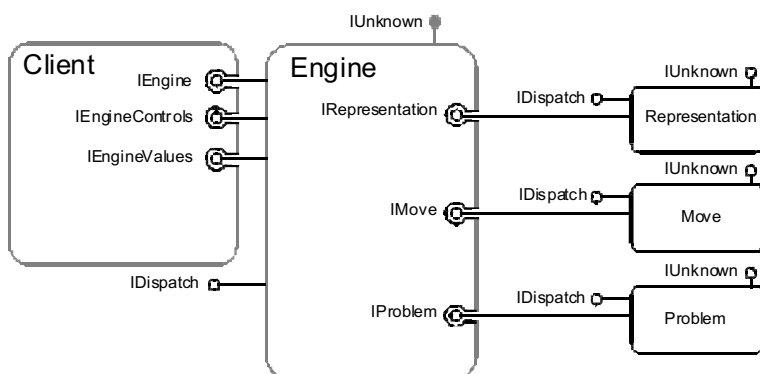 IUnknown
Client
Engine
IEngine
IEngineControls
IEngineValues
IDispatch
IRepresentation
IMove
IProblem
IUnknown
IDispatch
Representation
IUnknown
IDispatch
Move
IUnknown
IDispatch
Problem